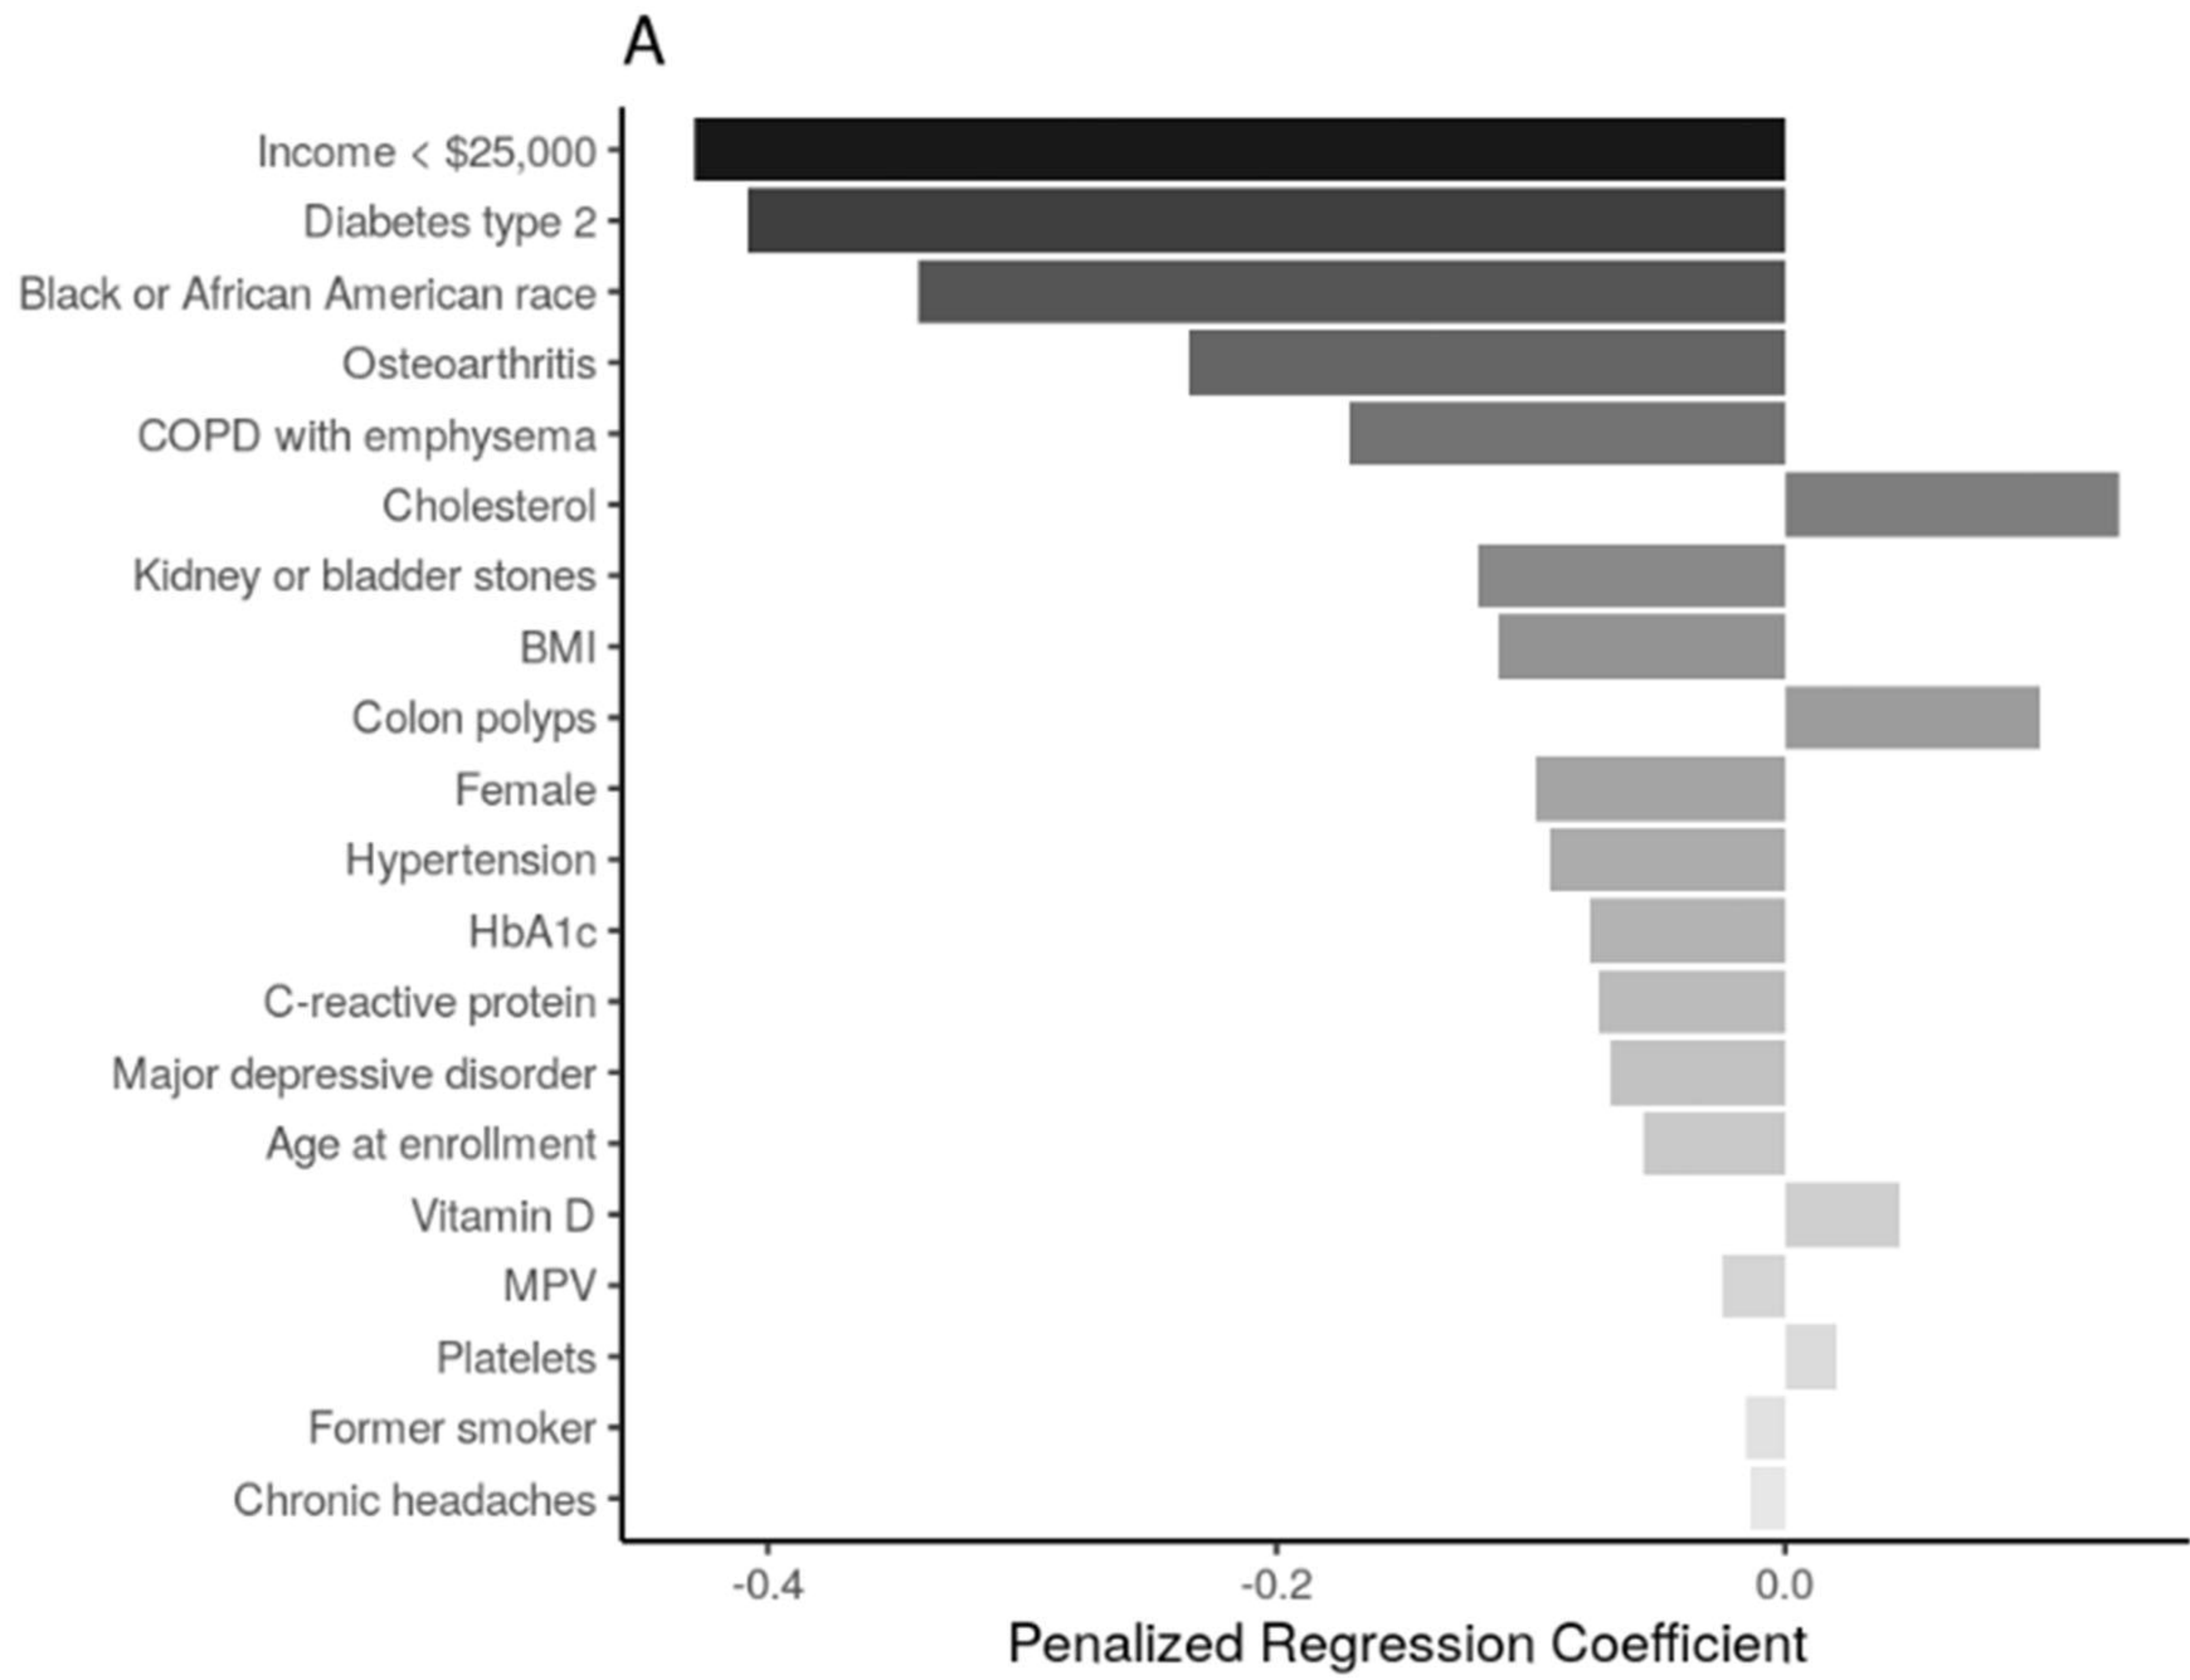 A
Income < $25,000
Diabetes type 2
Black or African American race
Osteoarthritis
COPD with emphysema
Cholesterol
Kidney or bladder stones
BMI
Colon polyps
Female
Hypertension
HbA1c
C-reactive protein
Major depressive disorder
Age at enrollment
Vitamin D
MPV
Platelets
Former smoker
Chronic headaches
-0.4 -0.2 0.0
Penalized Regression Coefficient